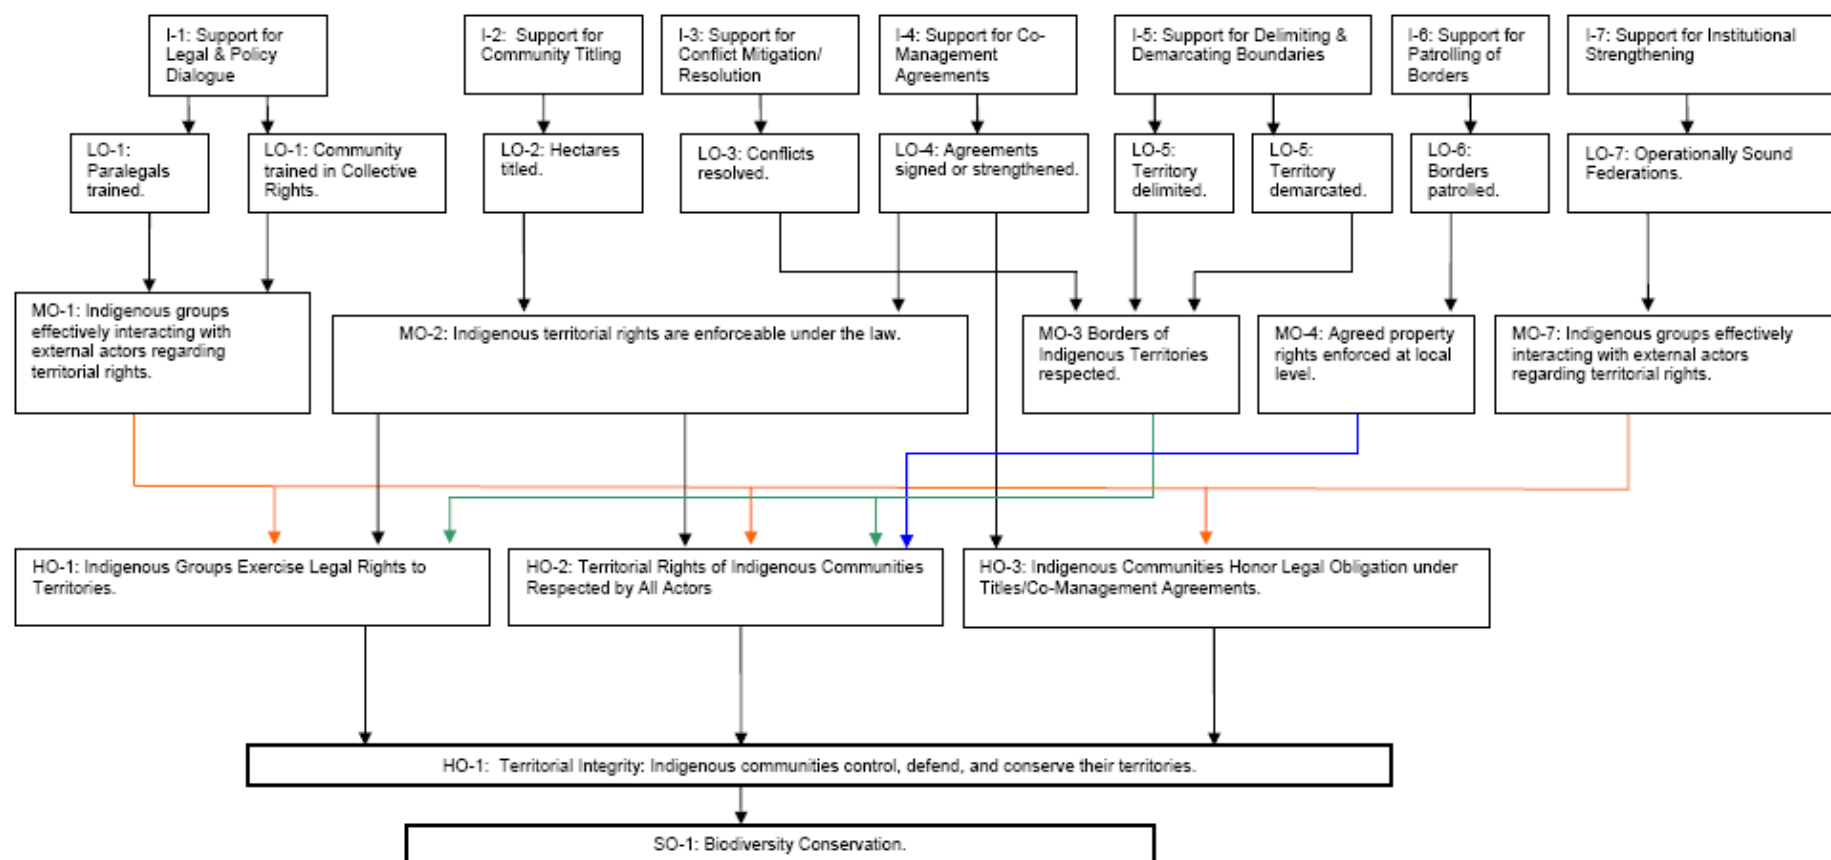 I-1: Support for
Legal & Policy
Dialogue
I-2: Support for
Community Titling
I-3: Support for
Conflict Mitigation/
Resolution
I-4: Support for Co-
Management
Agreements
I-5: Support for Delimiting &
Demarcating Boundaries
I-6: Support for
Patrolling of
Borders
I-7: Support for Institutional
Strengthening
LO-1:
Paralegals
trained.
LO-1: Community
trained in Collective
Rights.
LO-2: Hectares
titled.
LO-3: Conflicts
resolved.
LO-4: Agreements
signed or strengthened.
LO-5:
Territory
delimited.
LO-5:
Territory
demarcated.
LO-6:
Borders
patrolled.
LO-7: Operationally Sound
Federations.
MO-1: Indigenous groups
effectively interacting with
external actors regarding
territorial rights.
MO-2: Indigenous territorial rights are enforceable under the law.
MO-3 Borders of
Indigenous Territories
respected.
MO-4: Agreed property
rights enforced at local
level.
MO-7: Indigenous groups effectively
interacting with external actors
regarding territorial rights.
HO-1: Indigenous Groups Exercise Legal Rights to
Territories.
HO-2: Territorial Rights of Indigenous Communities
Respected by All Actors
HO-3: Indigenous Communities Honor Legal Obligation under
Titles/Co-Management Agreements.
HO-1: Territorial Integrity: Indigenous communities control, defend, and conserve their territories.
SO-1: Biodiversity Conservation.